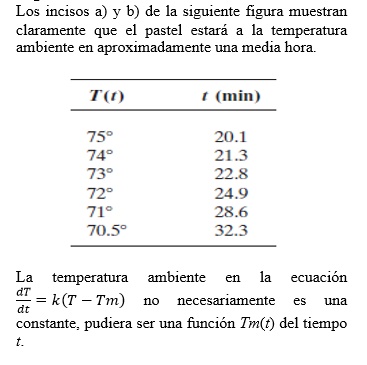 Los incisos a) y b) de la siguiente figura muestran
claramente que el pastel estará a la temperatura
ambiente en aproximadamente una media hora.
T(t) t (min)
75° 20.1
74° 21.3
73° 22.8
72° 24.9
71° 28.6
70.5° 32.3
La temperatura ambiente en la ecuación
dT/dt = k(T − Tm) no necesariamente es una
constante, pudiera ser una función Tm(t) del tiempo
t.